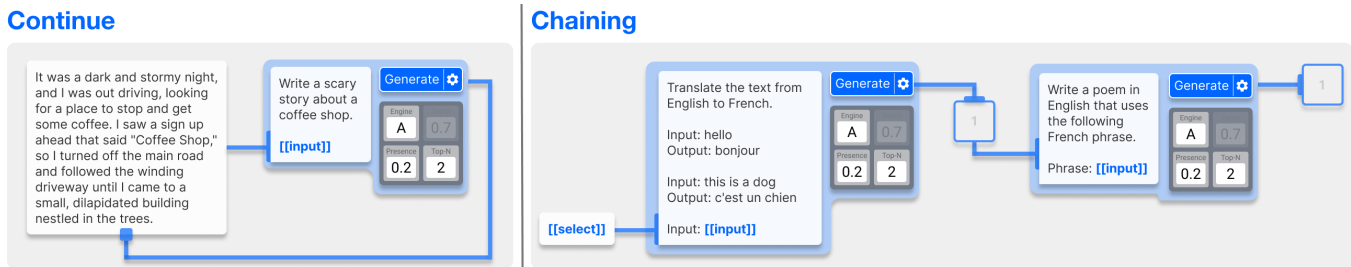 Continue
It was a dark and stormy night,
and I was out driving, looking
for a place to stop and get
some coffee. I saw a sign up
ahead that said "Coffee Shop,"
so I turned off the main road
and followed the winding
driveway until I came to a
small, dilapidated building
nestled in the trees.
Write a scary
story about a
coffee shop.
[[input]]
Generate
Engine
A
0.7
Presence
Top-N
0.2
2
Chaining
[[select]]
Translate the text from
English to French.
Input: hello
Output: bonjour
Input: this is a dog
Output: c'est un chien
Input: [[input]]
Generate
Engine
A
0.7
Presence
Top-N
0.2
2
1
Write a poem in
English that uses
the following
French phrase.
Phrase: [[input]]
Generate
Engine
A
0.7
Presence
Top-N
0.2
2
1